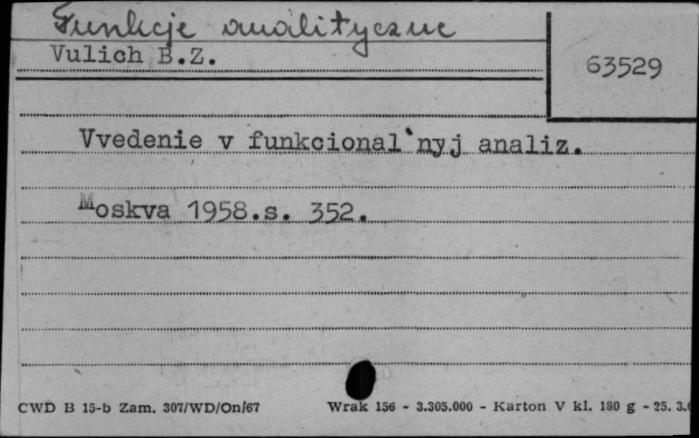 Funkcje analityczne
Vulich B.Z.
63529
Vvedenie v funkcional`nyj analiz.
Moskva 1958.s. 352.
CWD B 15-b Zam. 307/WD/On/67
Wrak 156 - 3.305.000 - Karton V kl. 180 g - 25. 3.